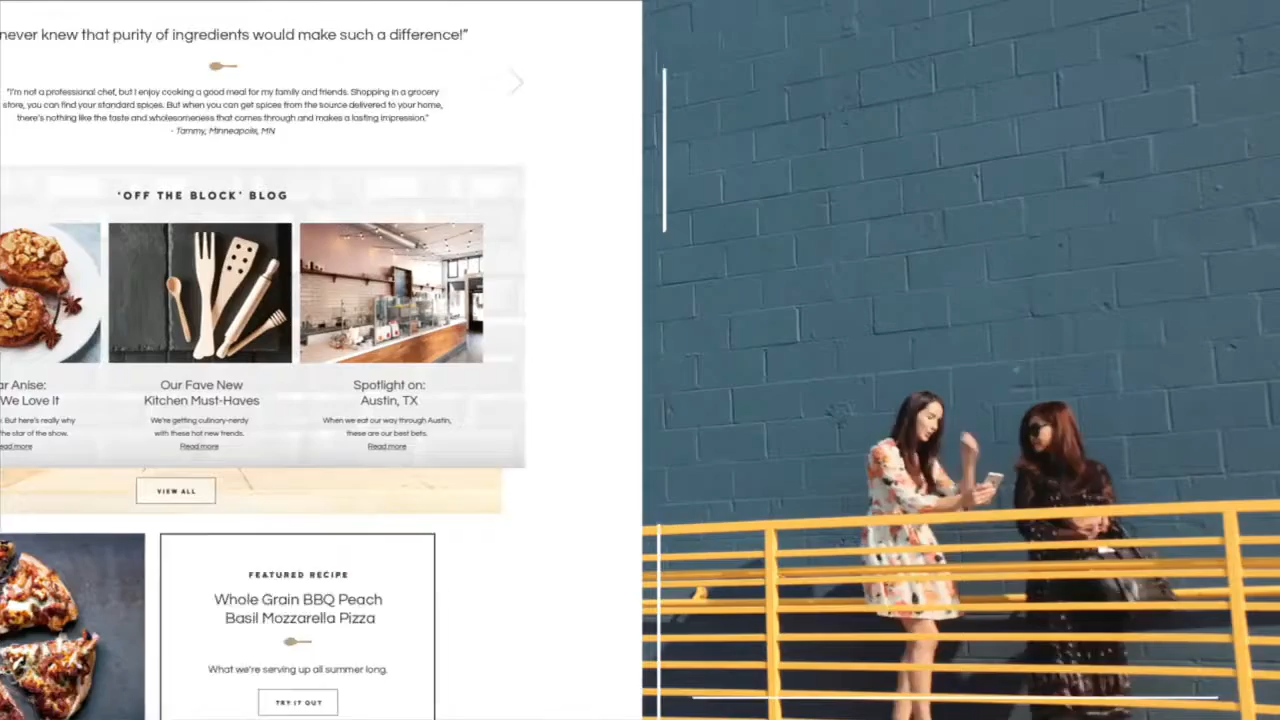 never knew that purity of ingredients would make such a difference!”
"I'm not a professional chef, but I enjoy cooking a good meal for my family and friends. Shopping in a grocery
store, you can find your standard spices. But when you can get spices from the source delivered to your home,
there's nothing like the taste and wholesomeness that comes through and makes a lasting impression."
- Tammy, Minneapolis, MN
'OFF THE BLOCK' BLOG
ar Anise:
We Love It
. But here's really why
the star of the show.
ead more
Our Fave New
Kitchen Must-Haves
We're getting culinary-nerdy
with these hot new trends.
Read more
Spotlight on:
Austin, TX
When we eat our way through Austin,
these are our best bets.
Read more
VIEW ALL
FEATURED RECIPE
Whole Grain BBQ Peach
Basil Mozzarella Pizza
What we're serving up all summer long.
TRY IT OUT